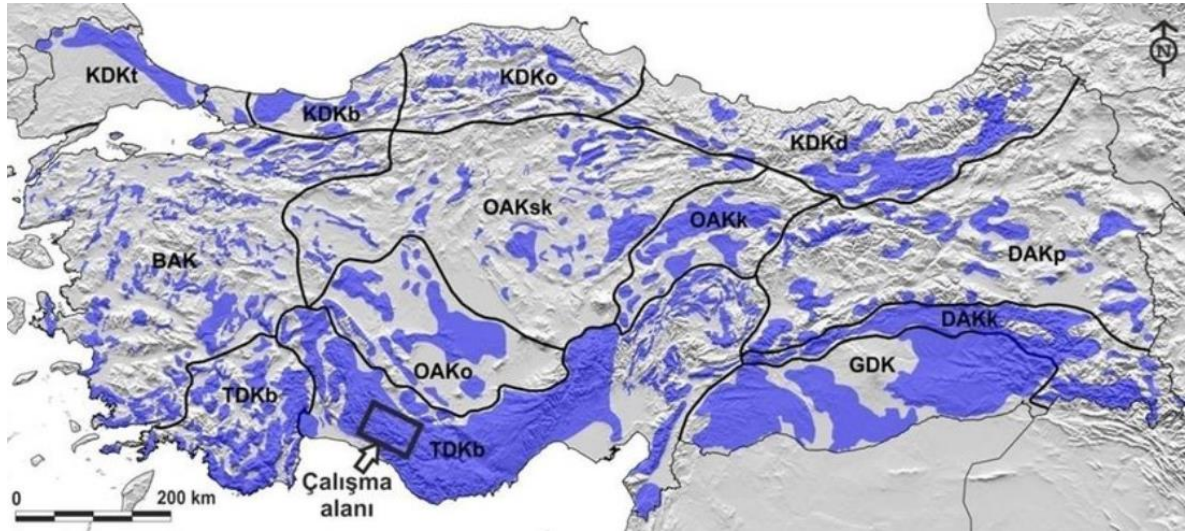 N
KDKt
KDKb
KDKo
KDKd
OAKsk
OAKk
BAK
DAKp
DAKk
GDK
OAKo
TDKb
TDKb
Çalışma
alanı
0 200 km